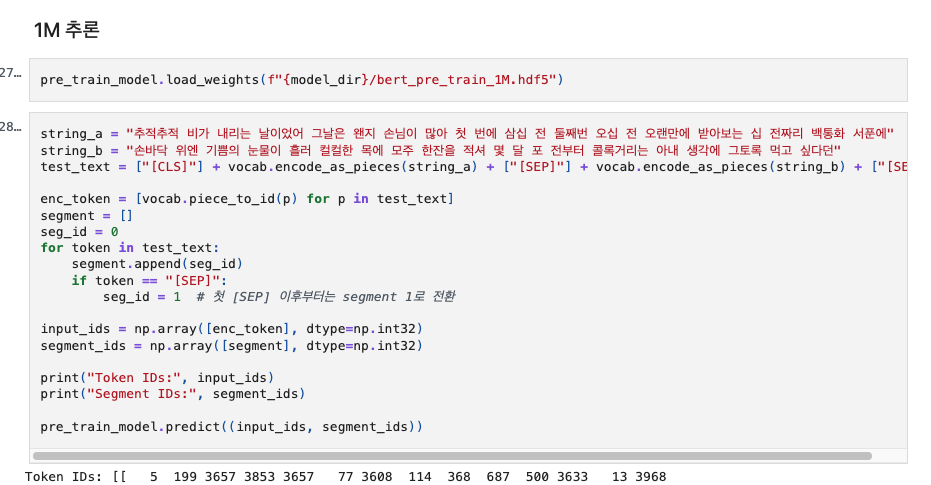 1M 추론
27…
pre_train_model.load_weights(f"{model_dir}/bert_pre_train_1M.hdf5")
28…
string_a = "추적추적 비가 내리는 날이었어 그날은 왠지 손님이 많아 첫 번에 삼십 전 둘째번 오십 전 오랜만에 받아보는 십 전짜리 백통화 서푼에"
string_b = "손바닥 위엔 기쁨의 눈물이 흘러 컬컬한 목에 모주 한잔을 적셔 몇 달 포 전부터 콜록거리는 아내 생각에 그토록 먹고 싶다던"
test_text = ["[CLS]"] + vocab.encode_as_pieces(string_a) + ["[SEP]"] + vocab.encode_as_pieces(string_b) + ["[SE
enc_token = [vocab.piece_to_id(p) for p in test_text]
segment = []
seg_id = 0
for token in test_text:
    segment.append(seg_id)
    if token == "[SEP]":
        seg_id = 1  # 첫 [SEP] 이후부터는 segment 1로 전환
input_ids = np.array([enc_token], dtype=np.int32)
segment_ids = np.array([segment], dtype=np.int32)
print("Token IDs:", input_ids)
print("Segment IDs:", segment_ids)
pre_train_model.predict((input_ids, segment_ids))
Token IDs: [[   5  199 3657 3853 3657   77 3608  114  368  687  500 3633   13 3968